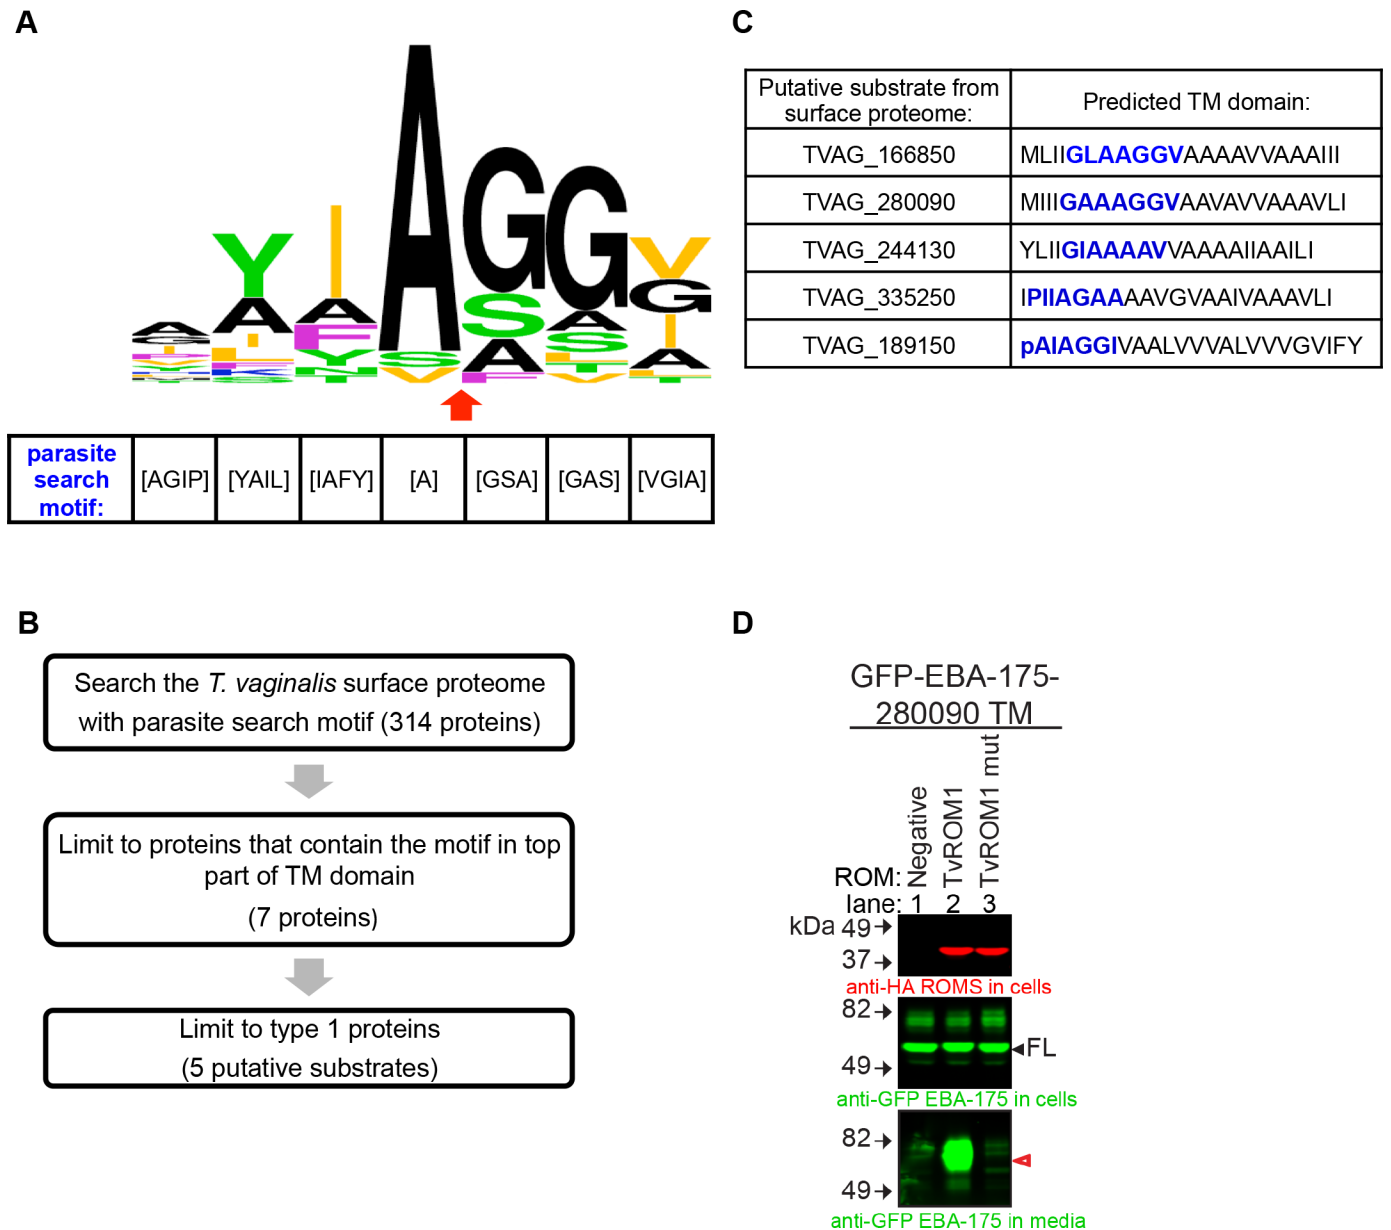 A
parasite
search
motif:
[AGIP] [YAIL] [IAFY] [A] [GSA] [GAS] [VGIA]
B
Search the T. vaginalis surface proteome
with parasite search motif (314 proteins)
Limit to proteins that contain the motif in top
part of TM domain
(7 proteins)
Limit to type 1 proteins
(5 putative substrates)
C
Putative substrate from
surface proteome:
Predicted TM domain:
TVAG_166850 MLIIGLAAGGVAAAAVVAAAIII
TVAG_280090 MIIIGAAAGGVAAVAVVAAAVLI
TVAG_244130 YLIIGIAAAAVVAAAAIIAAILI
TVAG_335250 IPIIAGAAAAVGVAAIVAAAVLI
TVAG_189150 pAIAGGIVAALVVVALVVVGVIFY
D
GFP-EBA-175-
280090 TM
ROM: Negative TvROM1 TvROM1 mut
lane: 1 2 3
kDa 49
37
anti-HA ROMS in cells
82
FL
49
anti-GFP EBA-175 in cells
82
49
anti-GFP EBA-175 in media